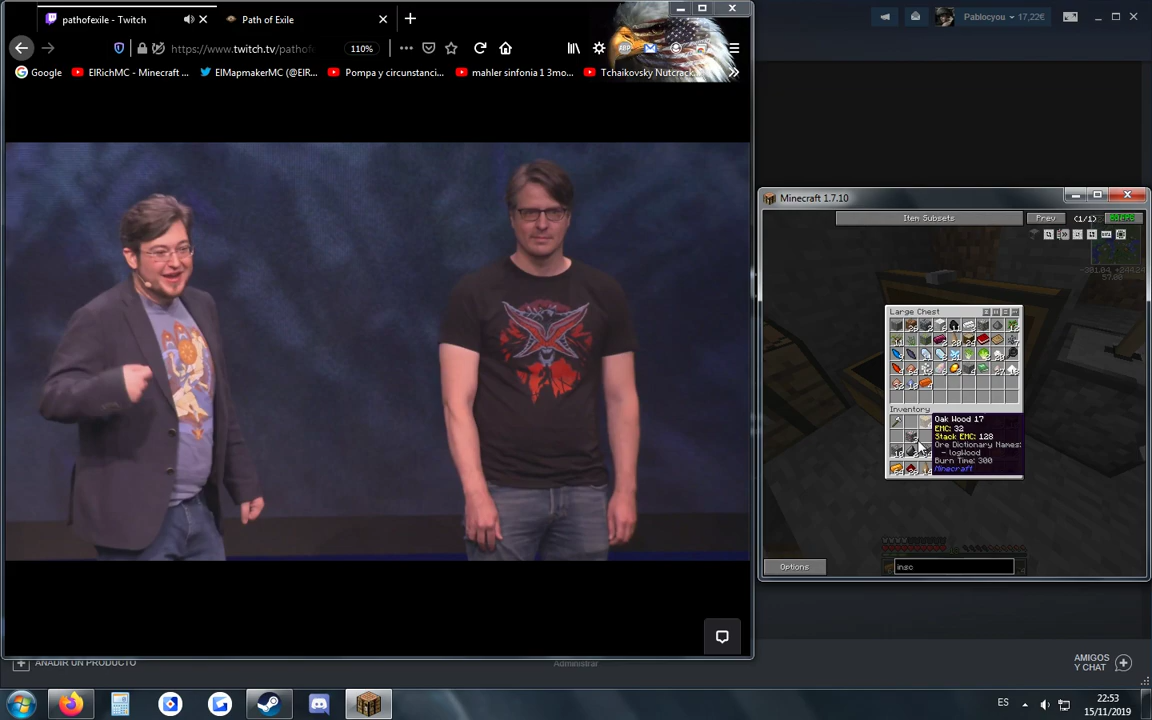 pathofexile - Twitch
Path of Exile
https://www.twitch.tv/pathof
110%
Google
ElRichMC - Minecraft ...
ElMapmakerMC (@ElR...
Pompa y circunstanci...
mahler sinfonia 1 3mo...
Tchaikovsky Nutcrack...
ABP
Pablocyou
17,22€
Minecraft 1.7.10
Item Subsets
Prev
(1/1)
Large Chest
Inventory
Oak Wood 17
EMC: 32
Stack EMC: 128
Ore Dictionary Names:
- logWood
Burn Time: 300
Minecraft
Options
insc
AÑADIR UN PRODUCTO
Administrar
AMIGOS
Y CHAT
ES
22:53
15/11/2019